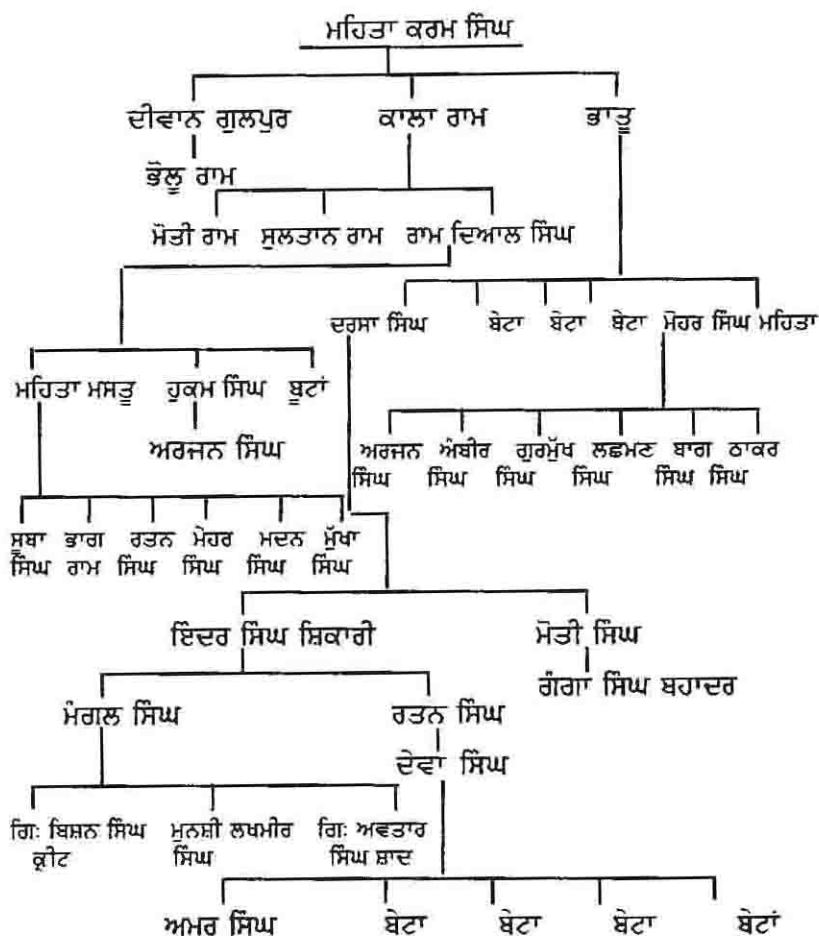 ਮਹਿਤਾ ਕਰਮ ਸਿੰਘ
ਦੀਵਾਨ ਗੁਲਪੁਰ ਕਾਲਾ ਰਾਮ ਭਾਤੂ
ਭੋਲੂ ਰਾਮ
ਮੋਤੀ ਰਾਮ ਸੁਲਤਾਨ ਰਾਮ ਰਾਮ ਦਿਆਲ ਸਿੰਘ
ਦਰਸਾ ਸਿੰਘ ਬੇਟਾ ਬੇਟਾ ਬੇਟਾ ਮੋਹਰ ਸਿੰਘ ਮਹਿਤਾ
ਮਹਿਤਾ ਮਸਤੂ ਹੁਕਮ ਸਿੰਘ ਬੂਟਾਂ
ਅਰਜਨ ਸਿੰਘ
ਅਰਜਨ ਅੰਬੀਰ ਗੁਰਮੁੱਖ ਲਛਮਣ ਬਾਗ ਠਾਕਰ
ਸਿੰਘ ਸਿੰਘ ਸਿੰਘ ਸਿੰਘ ਸਿੰਘ ਸਿੰਘ
ਸੂਬਾ ਭਾਗ ਰਤਨ ਮੋਹਰ ਮਦਨ ਮੁੱਖਾ
ਸਿੰਘ ਰਾਮ ਸਿੰਘ ਸਿੰਘ ਸਿੰਘ ਸਿੰਘ
ਇੰਦਰ ਸਿੰਘ ਸ਼ਿਕਾਰੀ ਮੋਤੀ ਸਿੰਘ
ਗੰਗਾ ਸਿੰਘ ਬਹਾਦਰ
ਮੰਗਲ ਸਿੰਘ ਰਤਨ ਸਿੰਘ
ਦੇਵਾ ਸਿੰਘ
ਗਿ: ਬਿਸ਼ਨ ਸਿੰਘ ਮੁਨਸ਼ੀ ਲਖਮੀਰ ਗਿ: ਅਵਤਾਰ
ਕ੍ਰੀਟ ਸਿੰਘ ਸਿੰਘ ਸ਼ਾਦ
ਅਮਰ ਸਿੰਘ ਬੇਟਾ ਬੇਟਾ ਬੇਟਾ ਬੇਟਾਂ